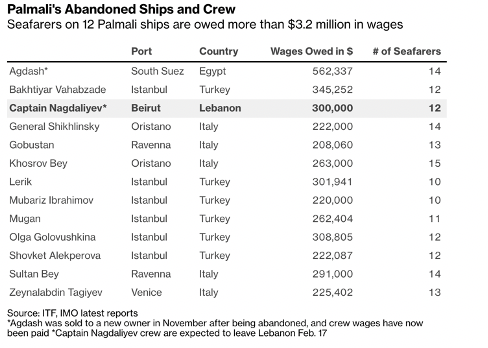 Palmali's Abandoned Ships and Crew
Seafarers on 12 Palmali ships are owed more than $3.2 million in wages
Port Country Wages Owed in $ # of Seafarers
Agdash* South Suez Egypt 562,337 14
Bakhtiyar Vahabzade Istanbul Turkey 345,252 12
Captain Nagdaliyev* Beirut Lebanon 300,000 12
General Shikhlinsky Oristano Italy 222,000 14
Gobustan Ravenna Italy 208,060 13
Khosrov Bey Oristano Italy 263,000 15
Lerik Istanbul Turkey 301,941 10
Mubariz Ibrahimov Istanbul Turkey 220,000 10
Mugan Istanbul Turkey 262,404 11
Olga Golovushkina Istanbul Turkey 308,805 12
Shovket Alekperova Istanbul Turkey 222,087 12
Sultan Bey Ravenna Italy 291,000 14
Zeynalabdin Tagiyev Venice Italy 225,402 13
Source: ITF, IMO latest reports
*Agdash was sold to a new owner in November after being abandoned, and crew wages have now
been paid *Captain Nagdaliyev crew are expected to leave Lebanon Feb. 17